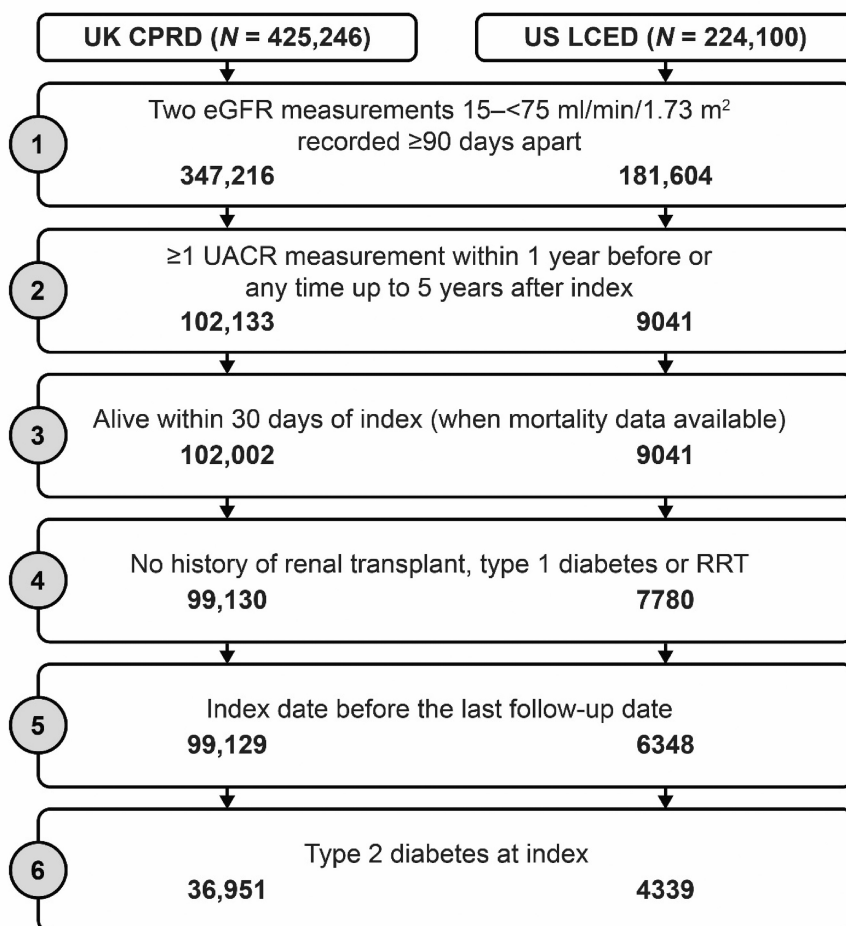 UK CPRD (N = 425,246) US LCED (N = 224,100)
1
Two eGFR measurements 15–<75 ml/min/1.73 m²
recorded ≥90 days apart
347,216 181,604
2
≥1 UACR measurement within 1 year before or
any time up to 5 years after index
102,133 9041
3
Alive within 30 days of index (when mortality data available)
102,002 9041
4
No history of renal transplant, type 1 diabetes or RRT
99,130 7780
5
Index date before the last follow-up date
99,129 6348
6
Type 2 diabetes at index
36,951 4339